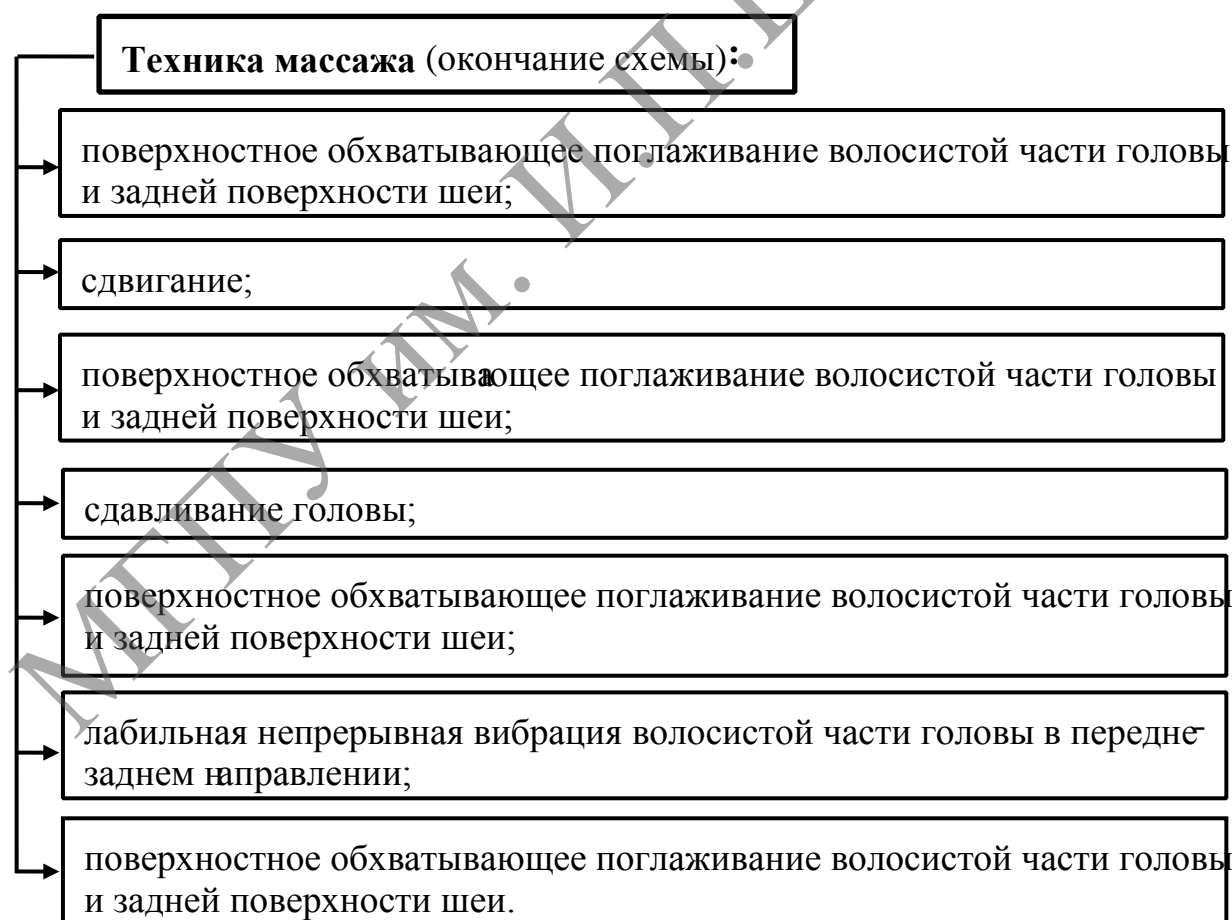 Техника массажа (окончание схемы):
поверхностное обхватывающее поглаживание волосистой части головы
и задней поверхности шеи;
сдвигание;
поверхностное обхватывающее поглаживание волосистой части головы
и задней поверхности шеи;
сдавливание головы;
поверхностное обхватывающее поглаживание волосистой части головы
и задней поверхности шеи;
лабильная непрерывная вибрация волосистой части головы в передне-
заднем направлении;
поверхностное обхватывающее поглаживание волосистой части головы
и задней поверхности шеи.
МГПУ им. И.П.